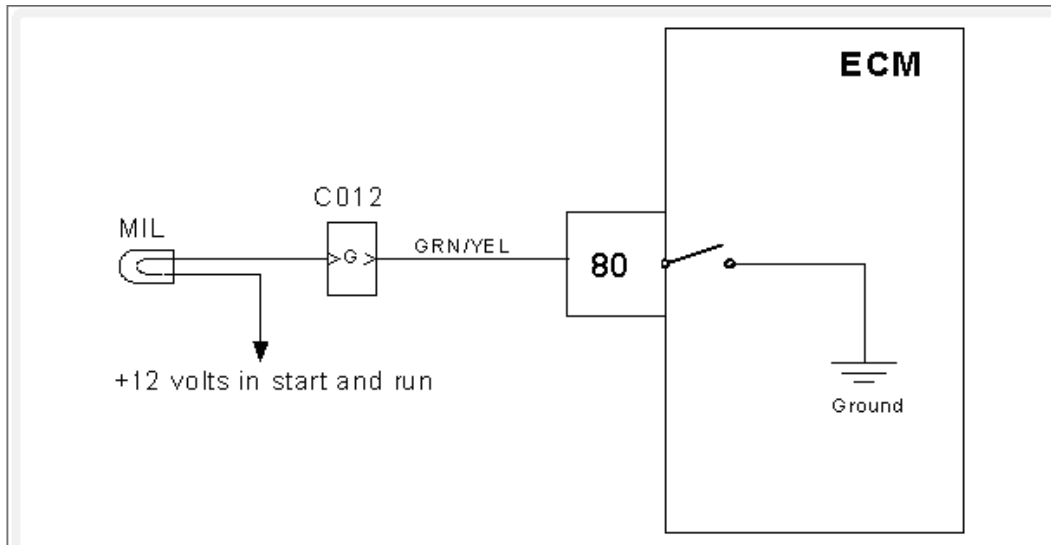 ECM
C012
MIL
G
GRN/YEL
80
+12 volts in start and run
Ground